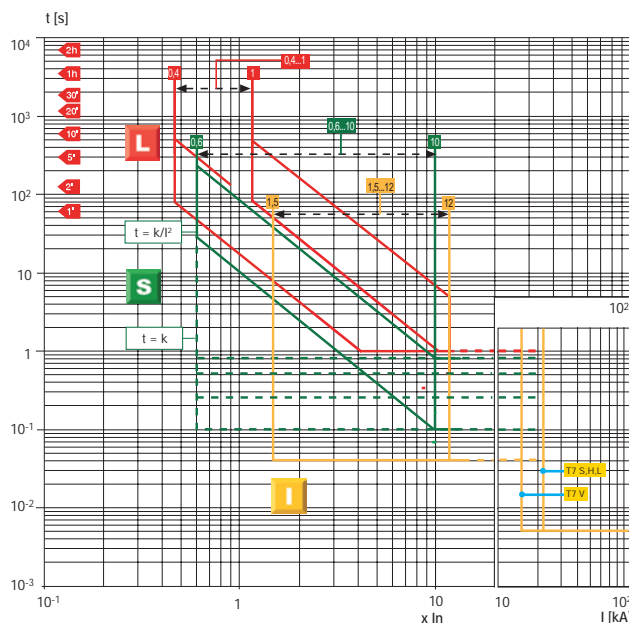 t [s]
10⁴
2h
1h
30'
20'
10'
5'
2'
1'
0,4
0,4...1
1
10³
L
0,6
0,6...10
10
10²
1,5
1,5...12
12
t = k/I²
10
S
10²
t = k
1
10⁻¹
T7 S,H,L
T7 V
I
10⁻²
10⁻³
10⁻¹
1
10
x In
10
10²
I [kA]